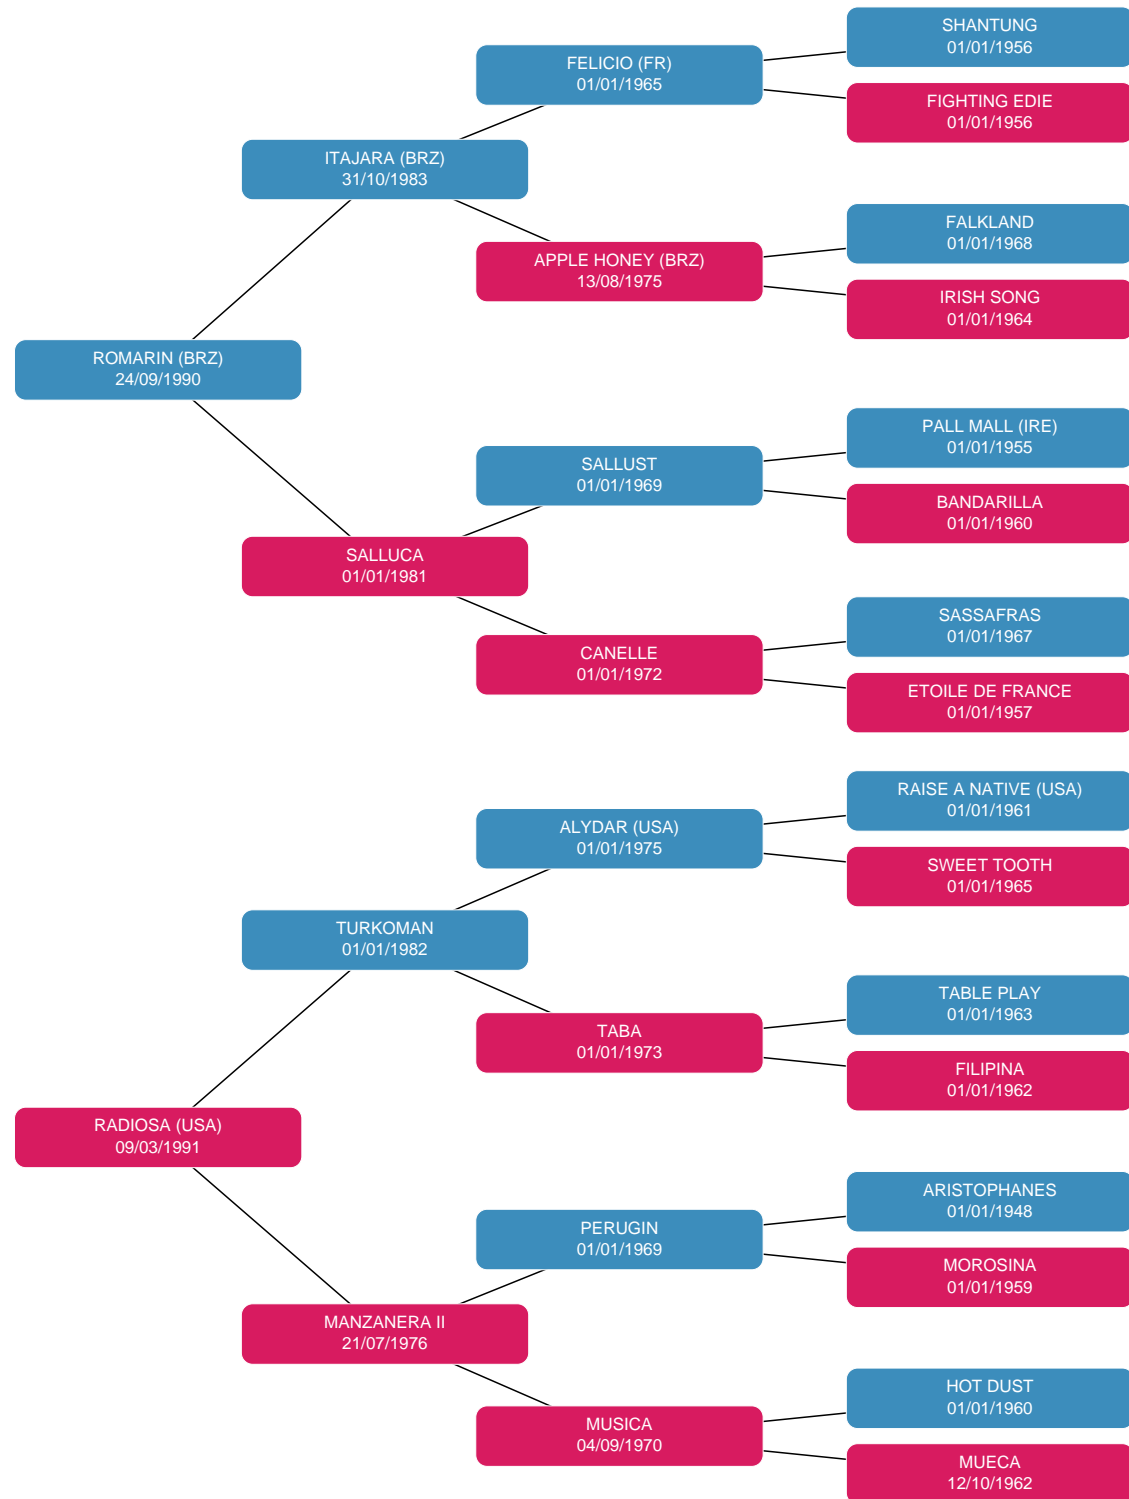 SHANTUNG
01/01/1956
FELICIO (FR)
01/01/1965
FIGHTING EDIE
01/01/1956
ITAJARA (BRZ)
31/10/1983
FALKLAND
01/01/1968
APPLE HONEY (BRZ)
13/08/1975
IRISH SONG
01/01/1964
ROMARIN (BRZ)
24/09/1990
PALL MALL (IRE)
01/01/1955
SALLUST
01/01/1969
BANDARILLA
01/01/1960
SALLUCA
01/01/1981
SASSAFRAS
01/01/1967
CANELLE
01/01/1972
ETOILE DE FRANCE
01/01/1957
RAISE A NATIVE (USA)
01/01/1961
ALYDAR (USA)
01/01/1975
SWEET TOOTH
01/01/1965
TURKOMAN
01/01/1982
TABLE PLAY
01/01/1963
TABA
01/01/1973
FILIPINA
01/01/1962
RADIOSA (USA)
09/03/1991
ARISTOPHANES
01/01/1948
PERUGIN
01/01/1969
MOROSINA
01/01/1959
MANZANERA II
21/07/1976
HOT DUST
01/01/1960
MUSICA
04/09/1970
MUECA
12/10/1962